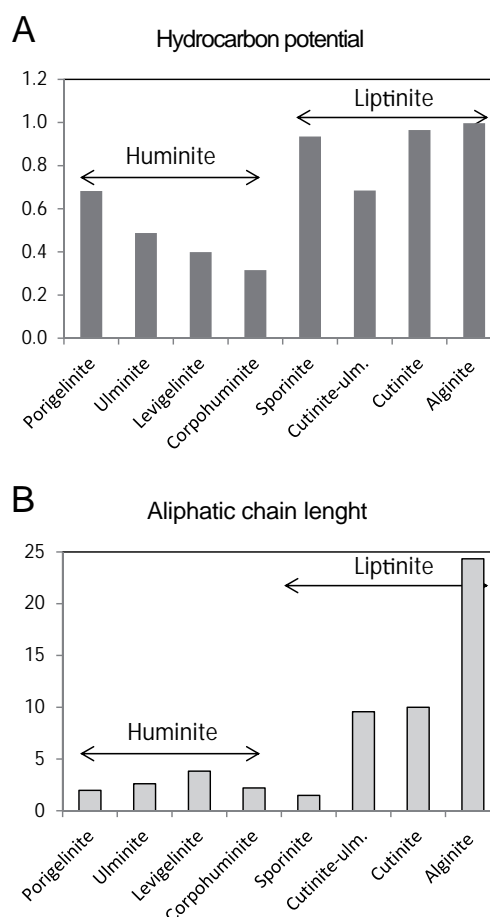 A
Hydrocarbon potential
1.2
1.0
0.8
0.6
0.4
0.2
0.0
Liptinite
Huminite
Porigelinite
Ulminite
Levigelinite
Corpohuminite
Sporinite
Cutinite-ulm.
Cutinite
Alginite
B
Aliphatic chain lenght
25
20
15
10
5
0
Liptinite
Huminite
Porigelinite
Ulminite
Levigelinite
Corpohuminite
Sporinite
Cutinite-ulm.
Cutinite
Alginite